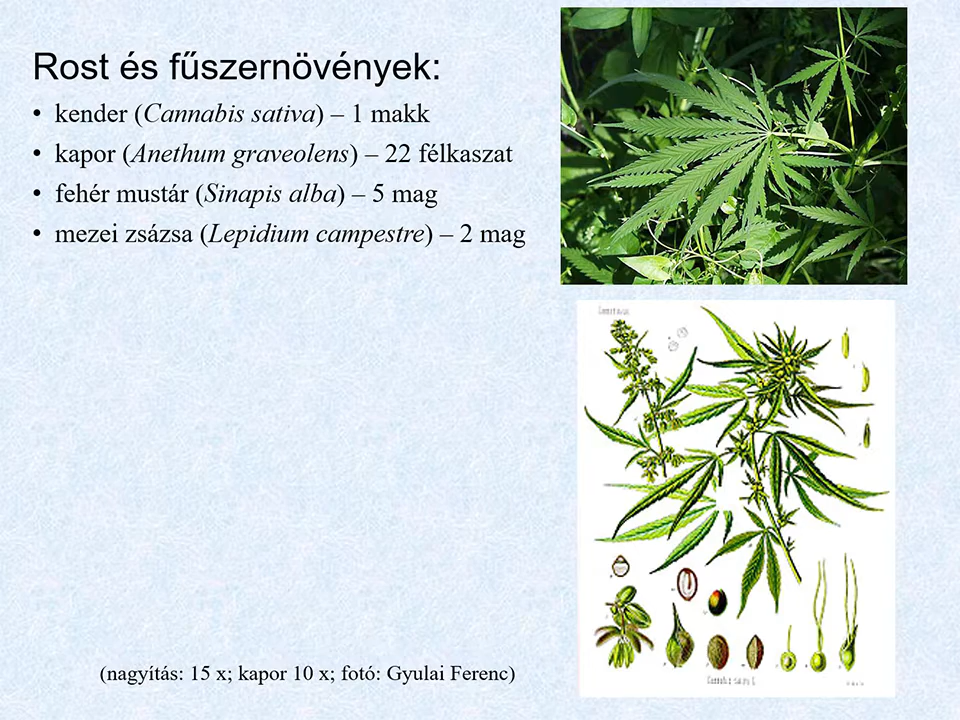 Rost és fűszernövények:
• kender (Cannabis sativa) – 1 makk
• kapor (Anethum graveolens) – 22 félkaszat
• fehér mustár (Sinapis alba) – 5 mag
• mezei zsázsa (Lepidium campestre) – 2 mag
(nagyítás: 15 x; kapor 10 x; fotó: Gyulai Ferenc)